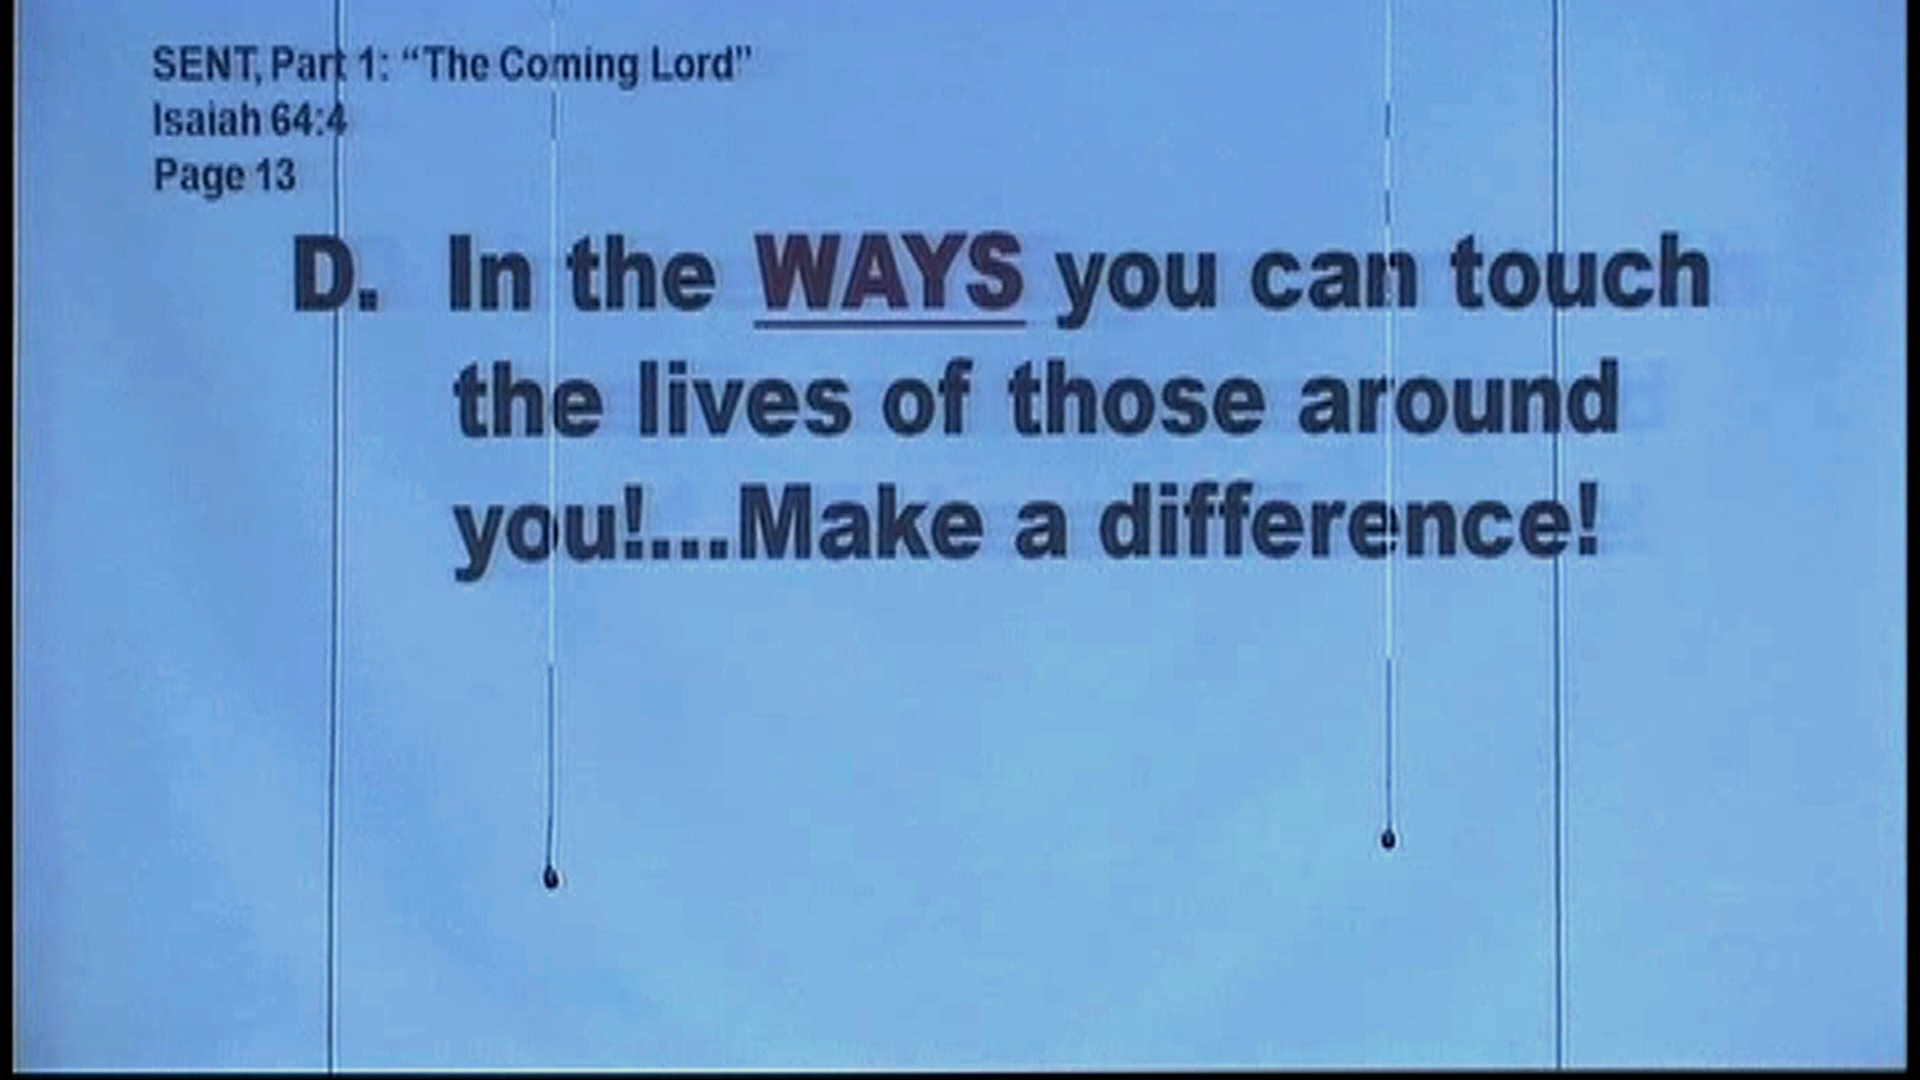 SENT, Part 1: “The Coming Lord”
Isaiah 64:4
Page 13
D. In the WAYS you can touch
the lives of those around
you!...Make a difference!